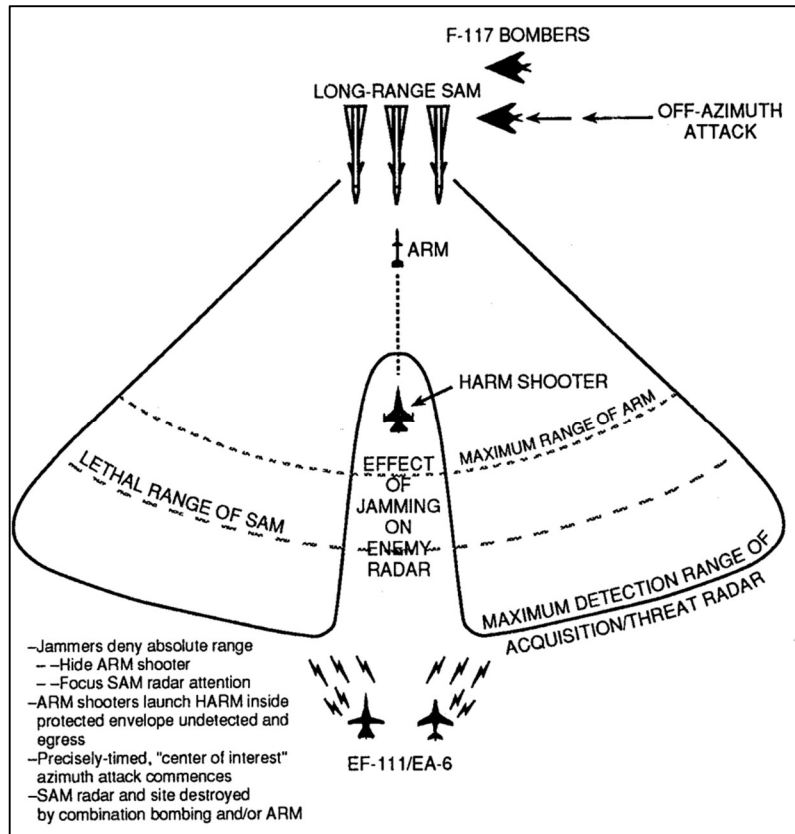 F-117 BOMBERS
LONG-RANGE SAM
OFF-AZIMUTH
ATTACK
ARM
HARM SHOOTER
MAXIMUM RANGE OF ARM
LETHAL RANGE OF SAM
EFFECT
OF
JAMMING
ON
ENEMY
RADAR
MAXIMUM DETECTION RANGE OF
ACQUISITION/THREAT RADAR
–Jammers deny absolute range
– –Hide ARM shooter
– –Focus SAM radar attention
–ARM shooters launch HARM inside
protected envelope undetected and
egress
–Precisely-timed, "center of interest"
azimuth attack commences
–SAM radar and site destroyed
by combination bombing and/or ARM
EF-111/EA-6